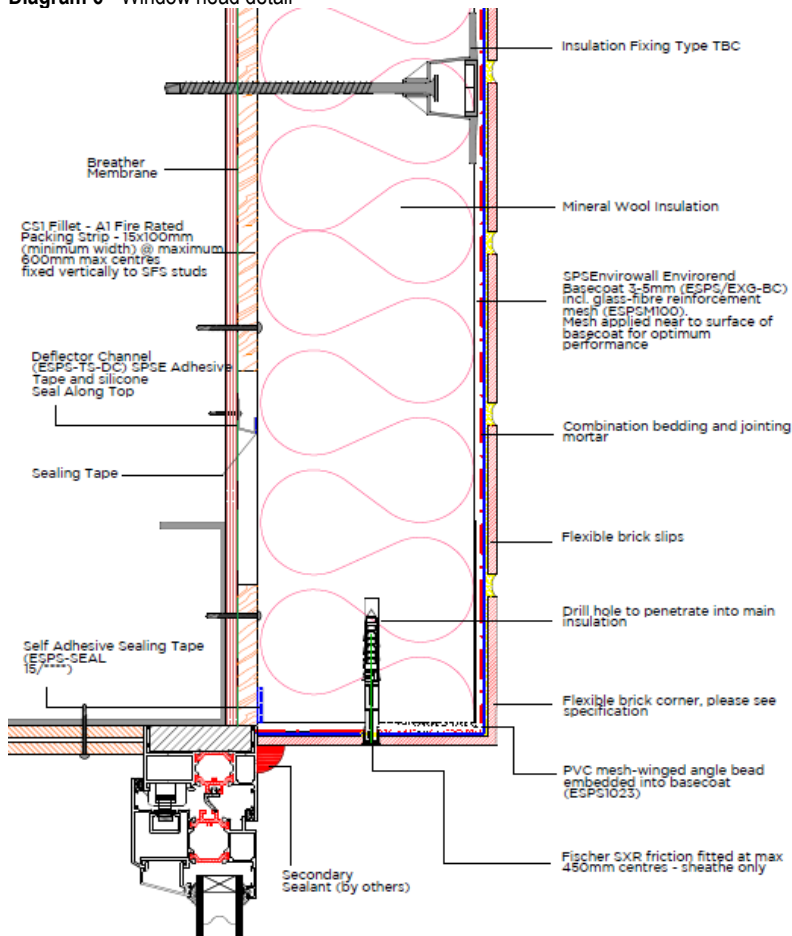 Diagram 6 Window head detail
Insulation Fixing Type TBC
Breather
Membrane
Mineral Wool Insulation
CS1 Fillet - A1 Fire Rated
Packing Strip - 15x100mm
(minimum width) @ maximum
600mm max centres
fixed vertically to SFS studs
SPSEnvirowall Envirorend
Basecoat 3-5mm (ESPS/EXG-BC)
incl. glass-fibre reinforcement
mesh (ESPSM100).
Mesh applied near to surface of
basecoat for optimum
performance
Deflector Channel
(ESPS-TS-DC) SPSE Adhesive
Tape and silicone
Seal Along Top
Combination bedding and jointing
mortar
Sealing Tape
Flexible brick slips
Drill hole to penetrate into main
insulation
Self Adhesive Sealing Tape
(ESPS-SEAL
15/****)
Flexible brick corner, please see
specification
PVC mesh-winged angle bead
embedded into basecoat
(ESPS1023)
Secondary
Sealant (by others)
Fischer SXR friction fitted at max
450mm centres - sheathe only